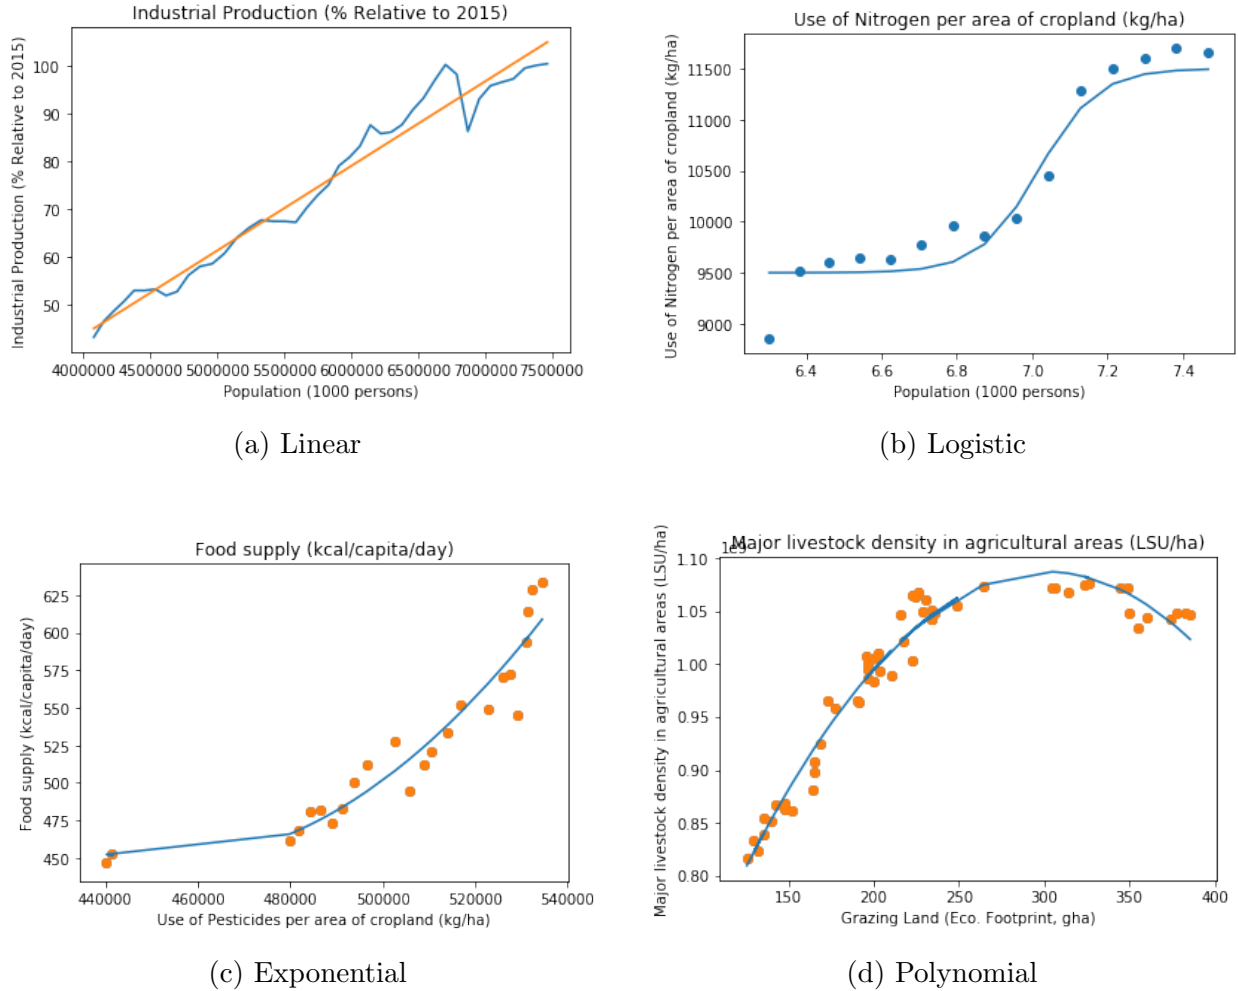 Industrial Production (% Relative to 2015)
Industrial Production (% Relative to 2015)
100
90
80
70
60
50
4000000 4500000 5000000 5500000 6000000 6500000 7000000 7500000
Population (1000 persons)
(a) Linear
Use of Nitrogen per area of cropland (kg/ha)
Use of Nitrogen per area of cropland (kg/ha)
11500
11000
10500
10000
9500
9000
6.4 6.6 6.8 7.0 7.2 7.4
Population (1000 persons)
(b) Logistic
Food supply (kcal/capita/day)
Food supply (kcal/capita/day)
625
600
575
550
525
500
475
450
440000 460000 480000 500000 520000 540000
Use of Pesticides per area of cropland (kg/ha)
(c) Exponential
Major livestock density in agricultural areas (LSU/ha)
1e9
Major livestock density in agricultural areas (LSU/ha)
1.10
1.05
1.00
0.95
0.90
0.85
0.80
150 200 250 300 350 400
Grazing Land (Eco. Footprint, gha)
(d) Polynomial